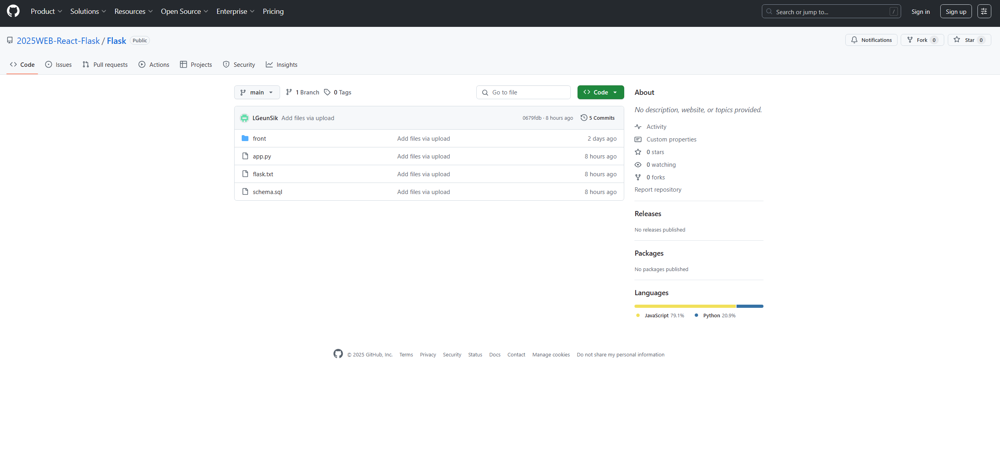 Product Solutions Resources Open Source Enterprise Pricing Search or jump to... / Sign in Sign up
2025WEB-React-Flask / Flask Public Notifications Fork 0 Star 0
Code Issues Pull requests Actions Projects Security Insights
main 1 Branch 0 Tags Go to file Code
LGeunSik Add files via upload 0679fdb · 8 hours ago 5 Commits
front Add files via upload 2 days ago
app.py Add files via upload 8 hours ago
flask.txt Add files via upload 8 hours ago
schema.sql Add files via upload 8 hours ago
About
No description, website, or topics provided.
Activity
Custom properties
0 stars
0 watching
0 forks
Report repository
Releases
No releases published
Packages
No packages published
Languages
JavaScript 79.1% Python 20.9%
© 2025 GitHub, Inc. Terms Privacy Security Status Docs Contact Manage cookies Do not share my personal information